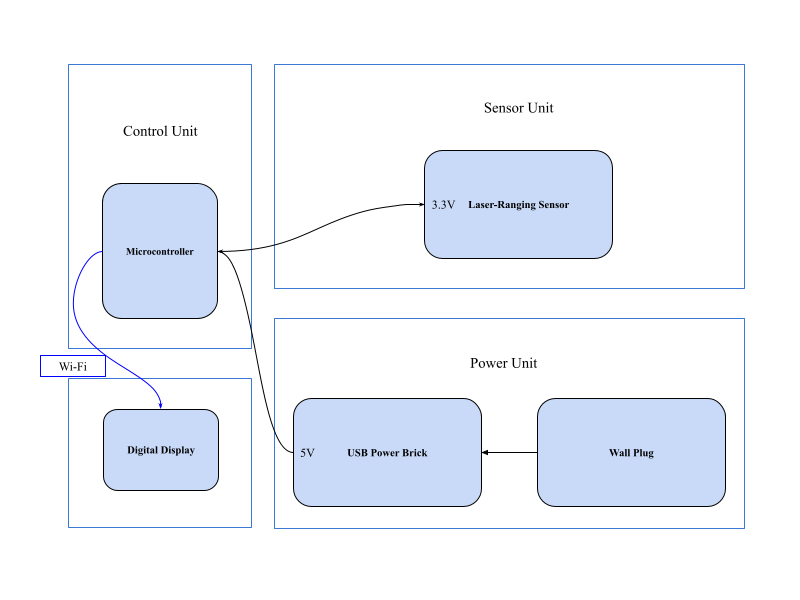 Control Unit
Microcontroller
Sensor Unit
3.3V
Laser-Ranging Sensor
Wi-Fi
Digital Display
Power Unit
5V
USB Power Brick
Wall Plug